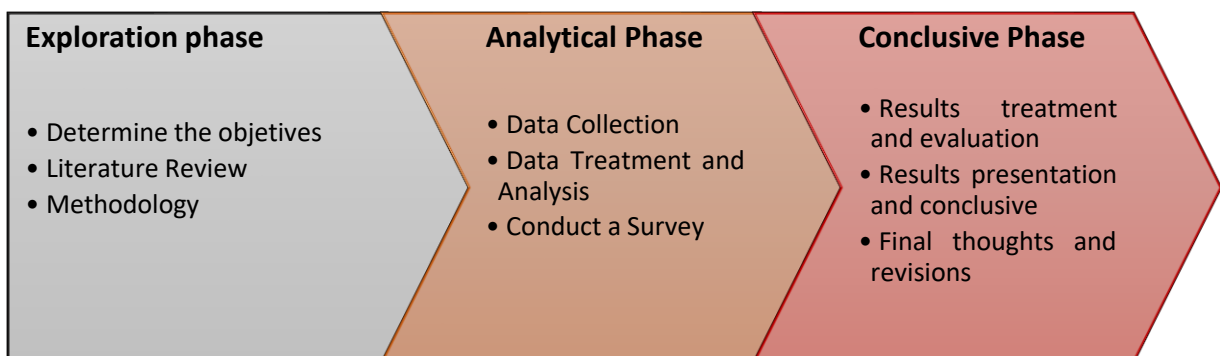 Exploration phase
• Determine the objetives
• Literature Review
• Methodology
Analytical Phase
• Data Collection
• Data Treatment and
Analysis
• Conduct a Survey
Conclusive Phase
• Results treatment
and evaluation
• Results presentation
and conclusive
• Final thoughts and
revisions